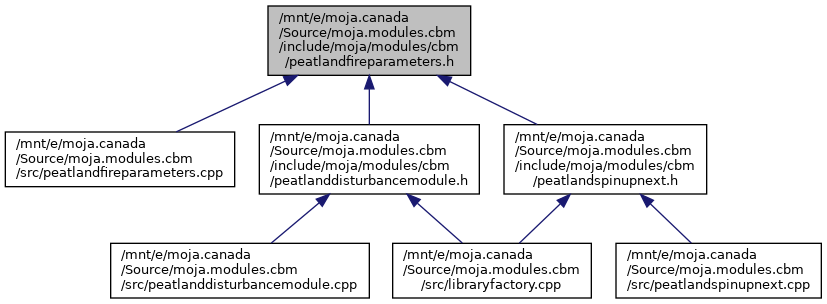 /mnt/e/moja.canada
/Source/moja.modules.cbm
/include/moja/modules/cbm
/peatlandfireparameters.h
/mnt/e/moja.canada
/Source/moja.modules.cbm
/src/peatlandfireparameters.cpp
/mnt/e/moja.canada
/Source/moja.modules.cbm
/include/moja/modules/cbm
/peatlanddisturbancemodule.h
/mnt/e/moja.canada
/Source/moja.modules.cbm
/include/moja/modules/cbm
/peatlandspinupnext.h
/mnt/e/moja.canada
/Source/moja.modules.cbm
/src/peatlanddisturbancemodule.cpp
/mnt/e/moja.canada
/Source/moja.modules.cbm
/src/libraryfactory.cpp
/mnt/e/moja.canada
/Source/moja.modules.cbm
/src/peatlandspinupnext.cpp